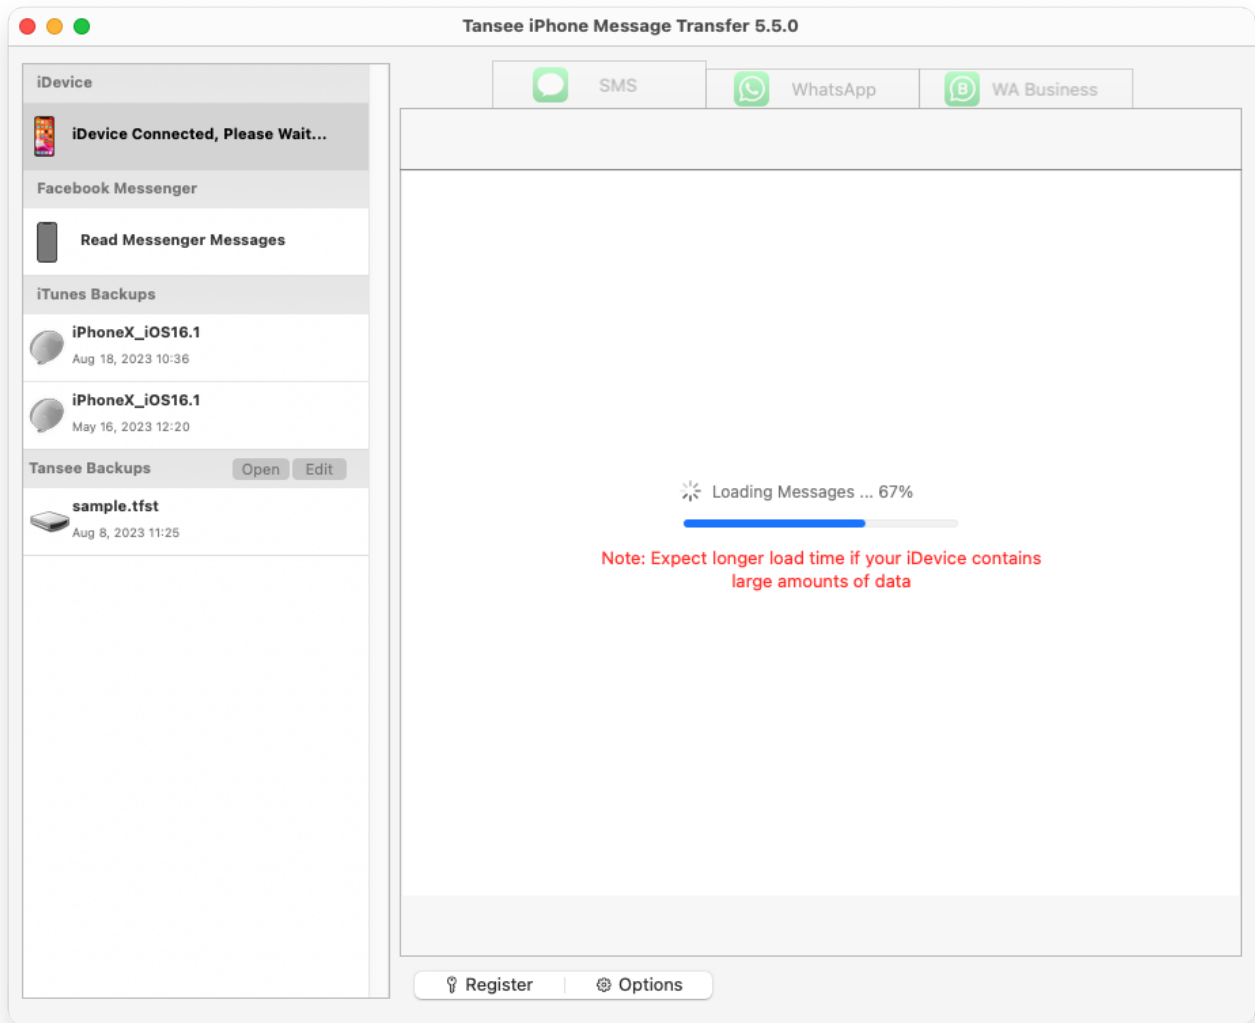 Tansee iPhone Message Transfer 5.5.0
iDevice
iDevice Connected, Please Wait...
Facebook Messenger
Read Messenger Messages
iTunes Backups
iPhoneX_iOS16.1
Aug 18, 2023 10:36
iPhoneX_iOS16.1
May 16, 2023 12:20
Tansee Backups Open Edit
sample.tfst
Aug 8, 2023 11:25
SMS WhatsApp B WA Business
Loading Messages ... 67%
Note: Expect longer load time if your iDevice contains
large amounts of data
Register Options